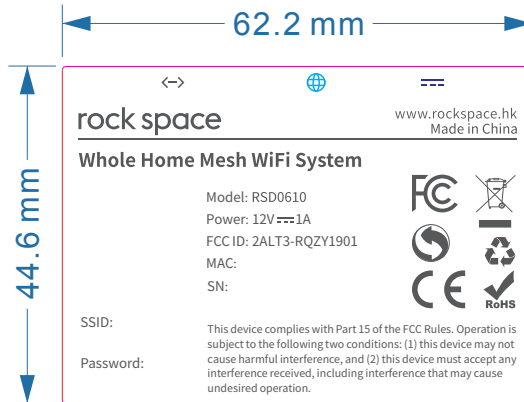 62.2 mm
44.6 mm
rock space
www.rockspace.hk
Made in China
Whole Home Mesh WiFi System
Model: RSD0610
Power: 12V⎓1A
FCC ID: 2ALT3-RQZY1901
MAC:
SN:
FC
CE
RoHS
SSID:
Password:
This device complies with Part 15 of the FCC Rules. Operation is
subject to the following two conditions: (1) this device may not
cause harmful interference, and (2) this device must accept any
interference received, including interference that may cause
undesired operation.